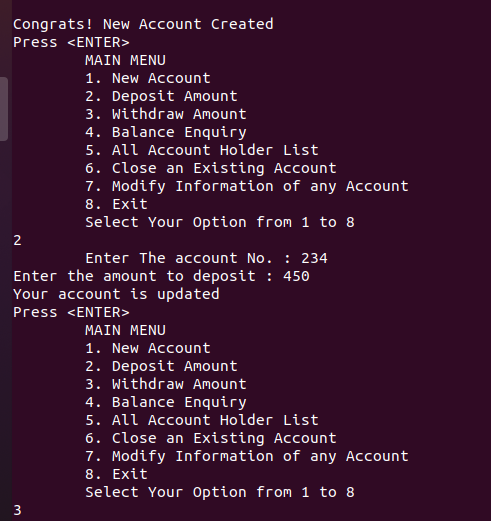 Congrats! New Account Created
Press <ENTER>
MAIN MENU
1. New Account
2. Deposit Amount
3. Withdraw Amount
4. Balance Enquiry
5. All Account Holder List
6. Close an Existing Account
7. Modify Information of any Account
8. Exit
Select Your Option from 1 to 8
2
Enter The account No. : 234
Enter the amount to deposit : 450
Your account is updated
Press <ENTER>
MAIN MENU
1. New Account
2. Deposit Amount
3. Withdraw Amount
4. Balance Enquiry
5. All Account Holder List
6. Close an Existing Account
7. Modify Information of any Account
8. Exit
Select Your Option from 1 to 8
3